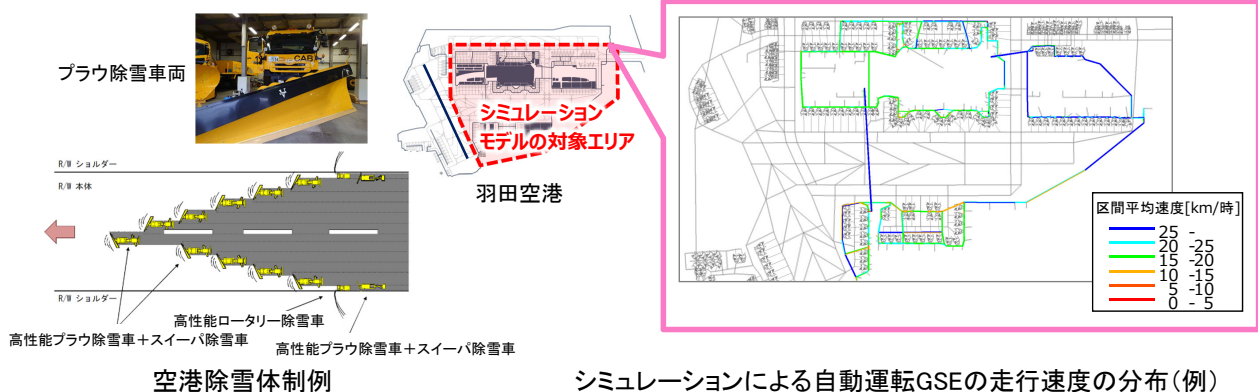 プラウ除雪車両
シミュレーション
モデルの対象エリア
羽田空港
R/W ショルダー
R/W 本体
R/W ショルダー
高性能ロータリー除雪車
高性能プラウ除雪車＋スイーパ除雪車
高性能プラウ除雪車＋スイーパ除雪車
空港除雪体制例
区間平均速度[km/時]
25 -
20 -25
15 -20
10 -15
5 -10
0 - 5
シミュレーションによる自動運転GSEの走行速度の分布（例）